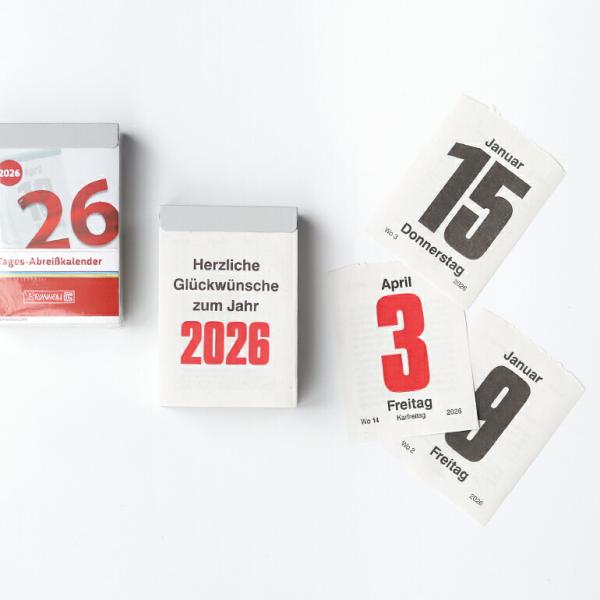 2026
26
Tages-Abreißkalender
BRUNNEN
Herzliche
Glückwünsche
zum Jahr
2026
Januar
15
Donnerstag
Wo 3
2026
April
3
Freitag
Karfreitag
Wo 14
2026
Januar
9
Freitag
Wo 2
2026